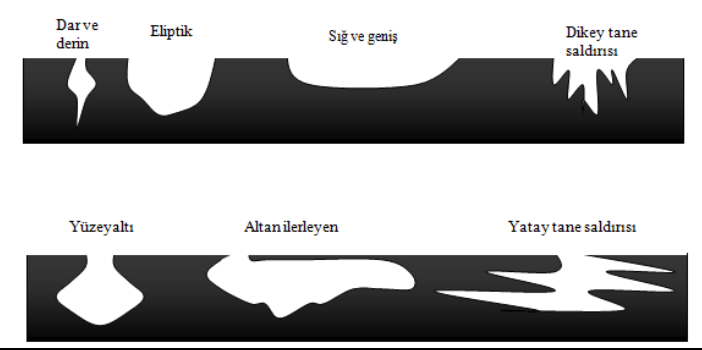 Dar ve
derin
Eliptik
Sığ ve geniş
Dikey tane
saldırısı
Yüzeyaltı
Altan ilerleyen
Yatay tane saldırısı